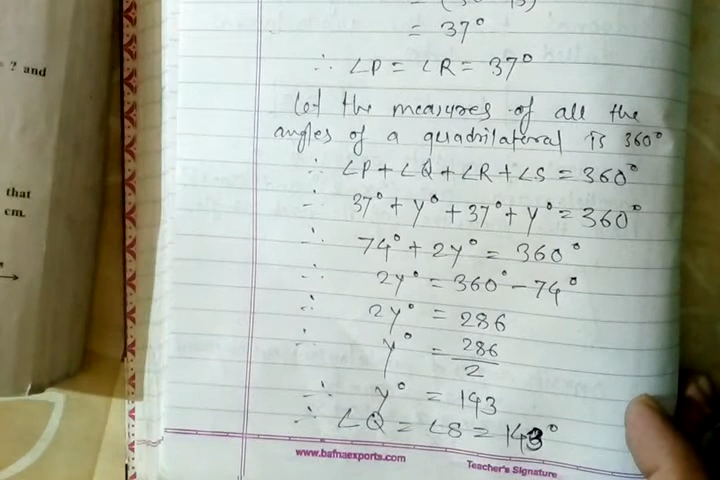 = 37°
∴ ∠P = ∠R = 37°
Let the measures of all the
angles of a quadrilateral is 360°
∴ ∠P + ∠Q + ∠R + ∠S = 360°
∴ 37° + y° + 37° + y° = 360°
∴ 74° + 2y° = 360°
∴ 2y° = 360° - 74°
∴ 2y° = 286
∴ y° = 286/2
∴ y° = 143
∴ ∠Q = ∠S = 143°
www.bafnaexports.com
Teacher's Signature
? and
that
cm.